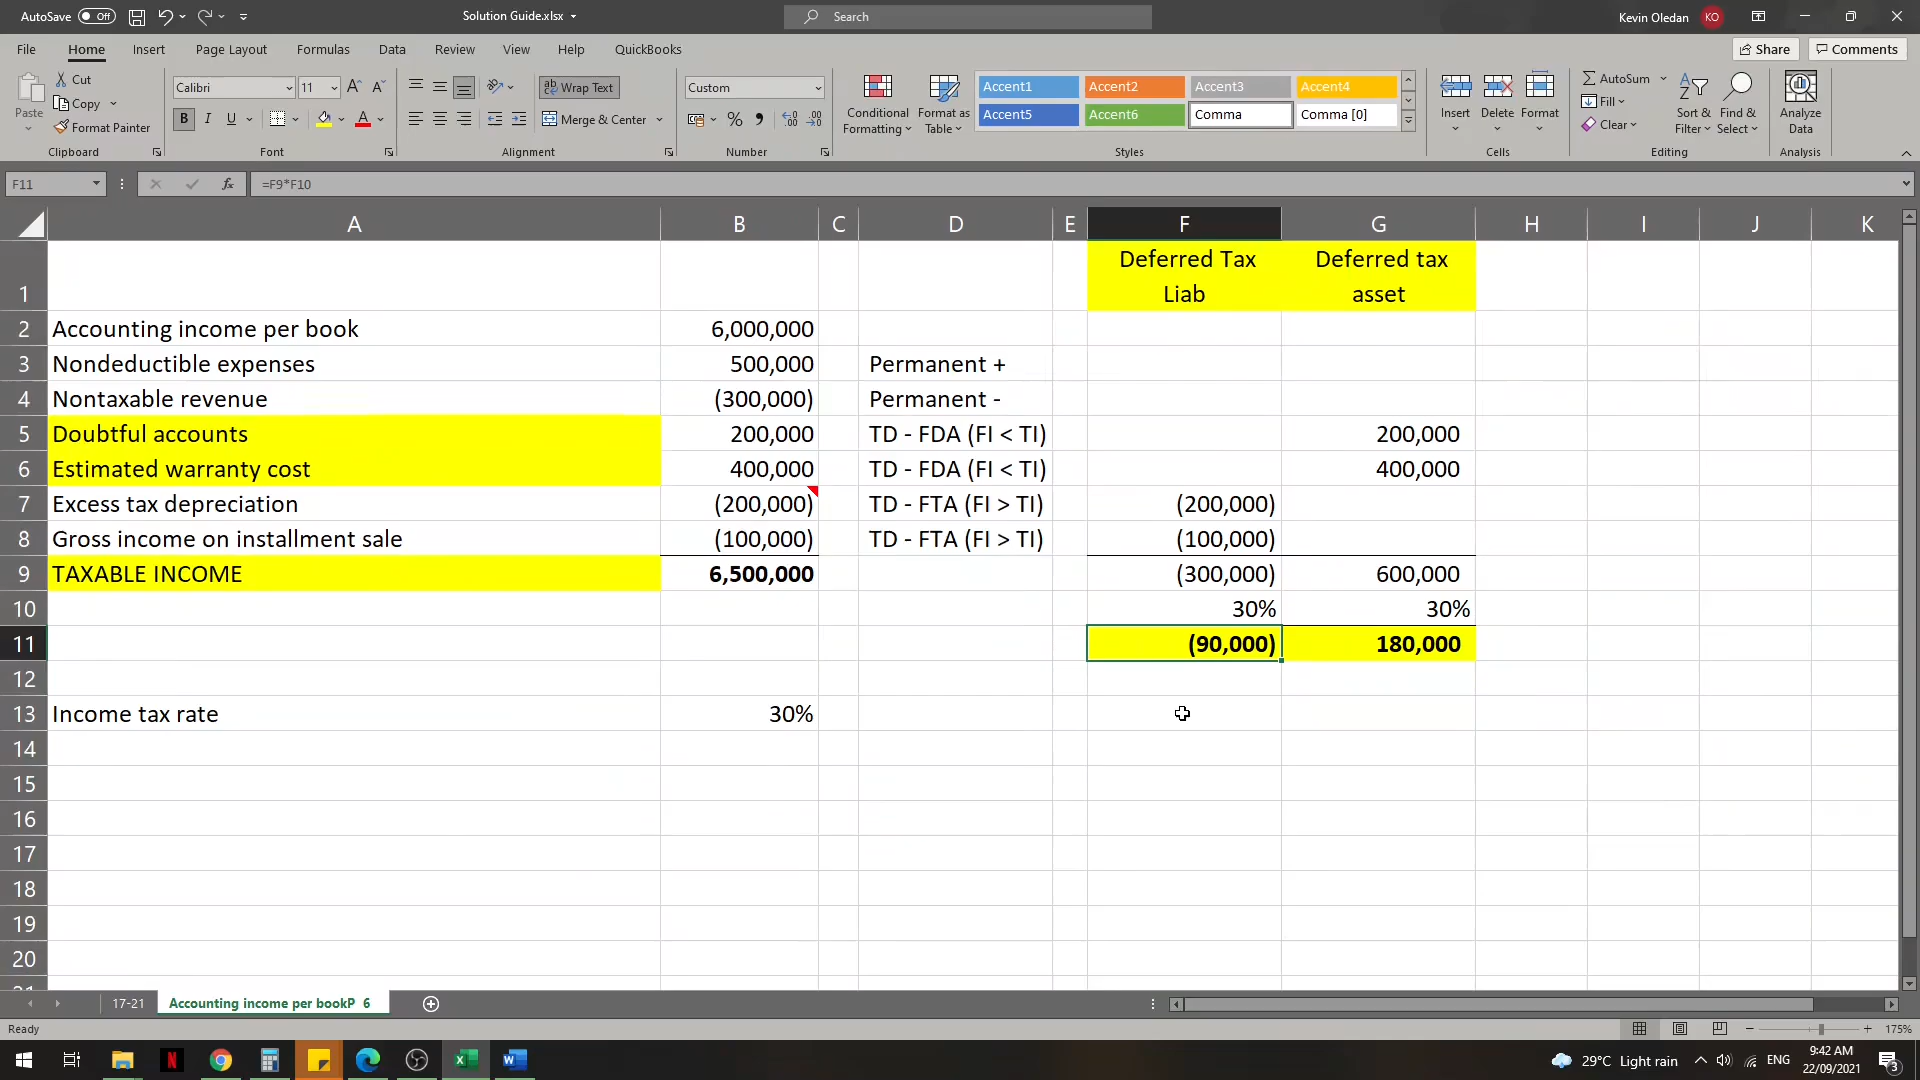 AutoSave Off Solution Guide.xlsx Search Kevin Oledan KO
File Home Insert Page Layout Formulas Data Review View Help QuickBooks Share Comments
Paste Cut Copy Format Painter Clipboard
Calibri 11 B I U A A Font
Wrap Text Merge & Center Alignment
Custom % Number
Conditional Formatting Format as Table
Accent1 Accent2 Accent3 Accent4
Accent5 Accent6 Comma Comma [0]
Styles
Insert Delete Format Cells
AutoSum Fill Clear Sort & Filter Find & Select Editing
Analyze Data Analysis
F11 fx =F9*F10
A B C D E F G H I J K
1 Deferred Tax Liab Deferred tax asset
2 Accounting income per book 6,000,000
3 Nondeductible expenses 500,000 Permanent +
4 Nontaxable revenue (300,000) Permanent -
5 Doubtful accounts 200,000 TD - FDA (FI < TI) 200,000
6 Estimated warranty cost 400,000 TD - FDA (FI < TI) 400,000
7 Excess tax depreciation (200,000) TD - FTA (FI > TI) (200,000)
8 Gross income on installment sale (100,000) TD - FTA (FI > TI) (100,000)
9 TAXABLE INCOME 6,500,000 (300,000) 600,000
10 30% 30%
11 (90,000) 180,000
12
13 Income tax rate 30%
14
15
16
17
18
19
20
17-21 Accounting income per bookP 6
Ready 175%
29°C Light rain ENG 9:42 AM
22/09/2021 3